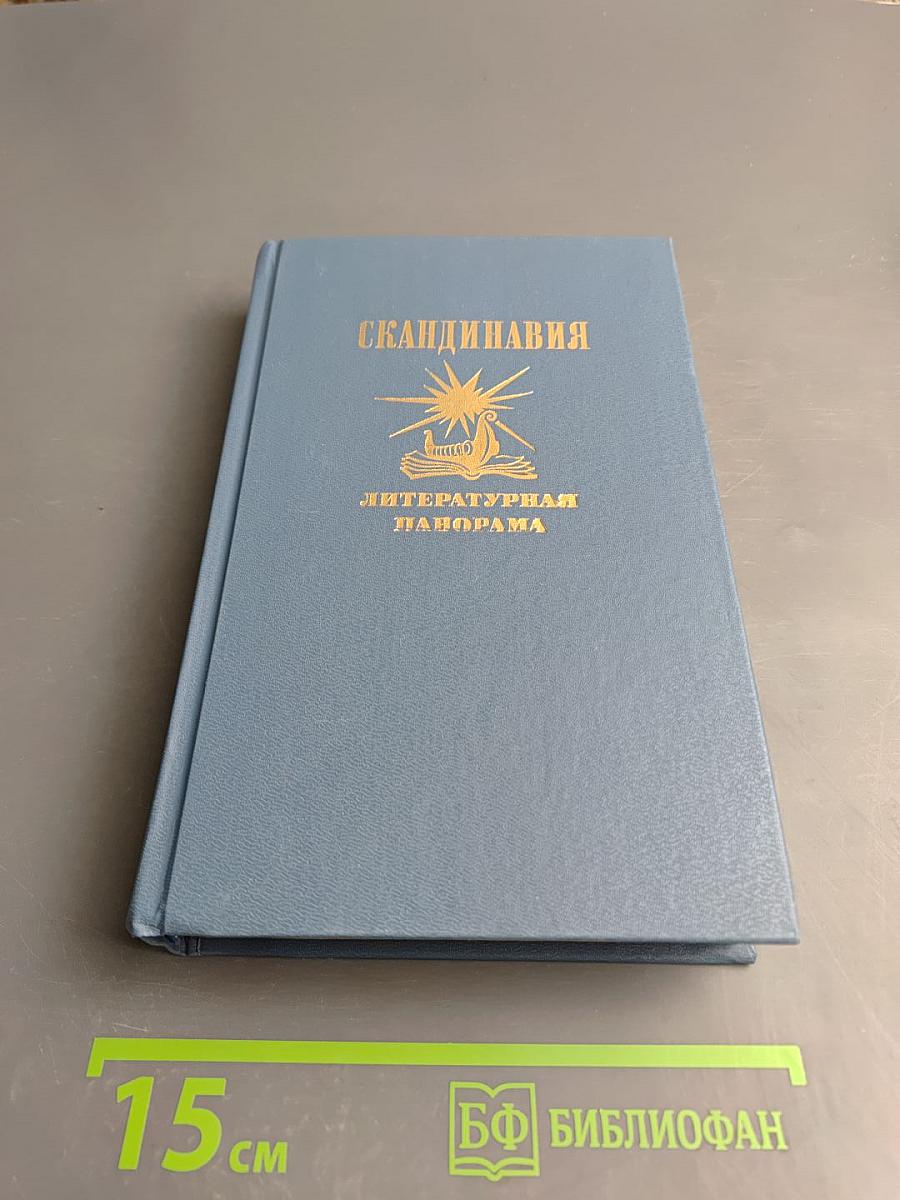 СКАНДИНАВИЯ
ЛИТЕРАТУРНАЯ
ПАНОРАМА
15 см
БФ БИБЛИОФАН